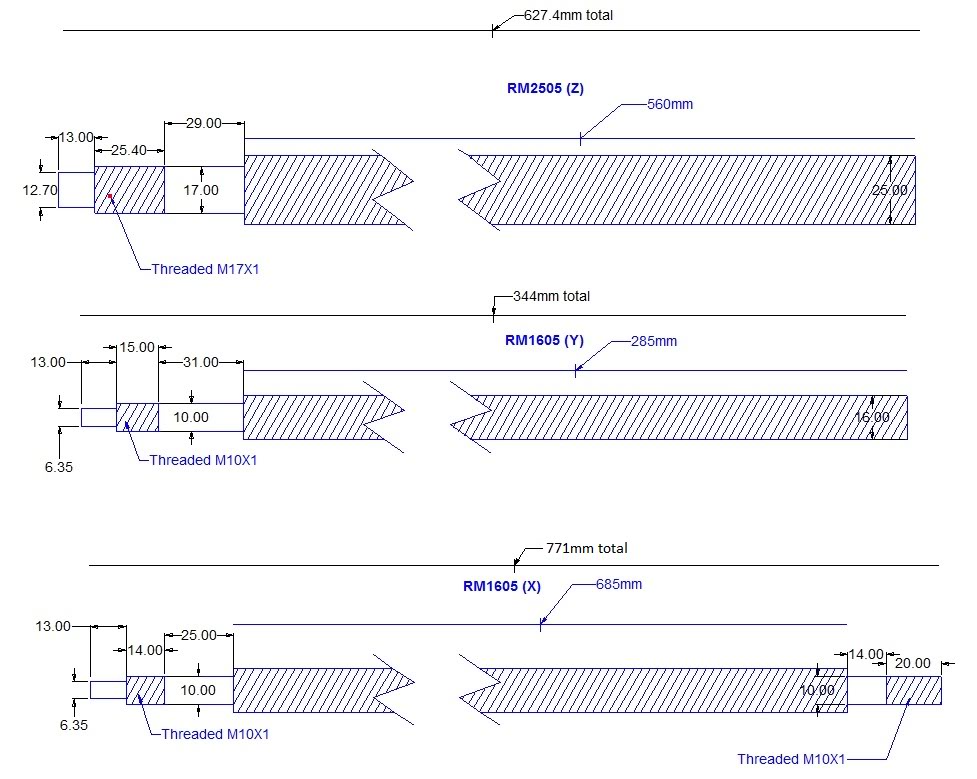 627.4mm total
RM2505 (Z)
560mm
29.00
13.00
25.40
12.70
17.00
25.00
Threaded M17X1
344mm total
RM1605 (Y)
285mm
15.00
13.00
31.00
10.00
16.00
6.35
Threaded M10X1
771mm total
RM1605 (X)
685mm
13.00
25.00
14.00
14.00
20.00
10.00
10.00
6.35
Threaded M10X1
Threaded M10X1